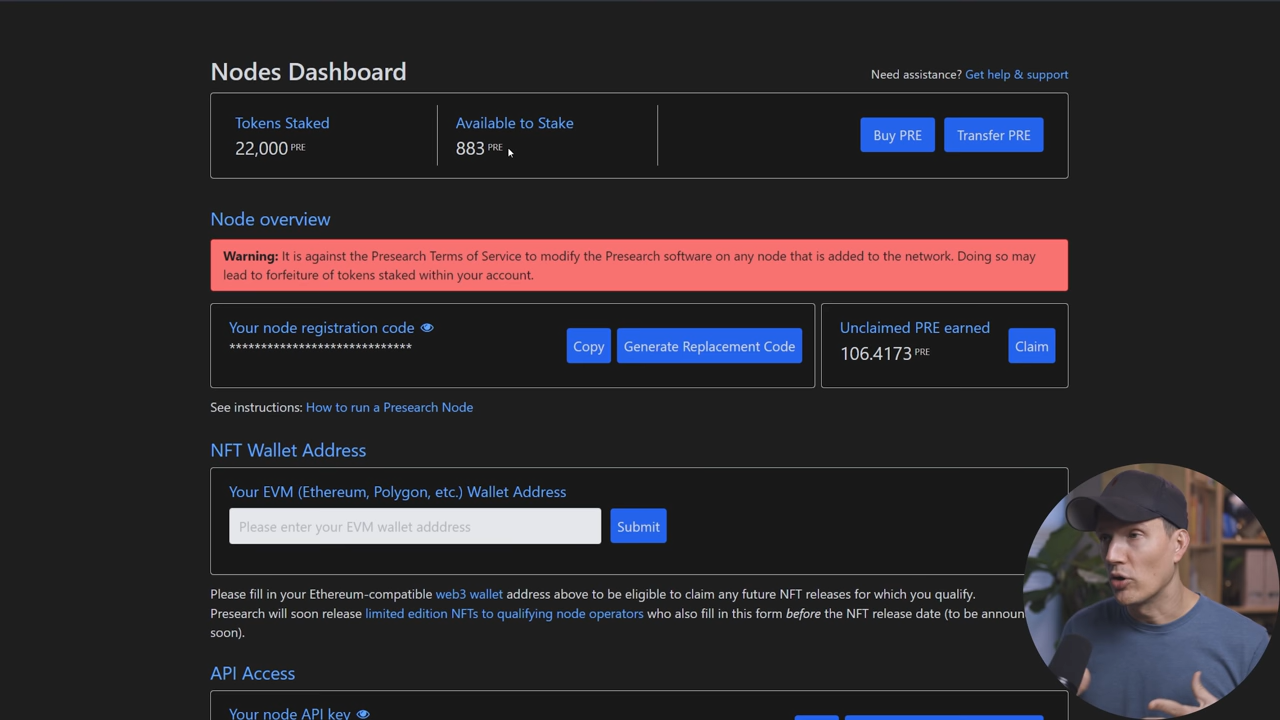 Nodes Dashboard
Need assistance? Get help & support
Tokens Staked
22,000 PRE
Available to Stake
883 PRE
Buy PRE
Transfer PRE
Node overview
Warning: It is against the Presearch Terms of Service to modify the Presearch software on any node that is added to the network. Doing so may
lead to forfeiture of tokens staked within your account.
Your node registration code
*****************************
Copy
Generate Replacement Code
Unclaimed PRE earned
106.4173 PRE
Claim
See instructions: How to run a Presearch Node
NFT Wallet Address
Your EVM (Ethereum, Polygon, etc.) Wallet Address
Please enter your EVM wallet adddress
Submit
Please fill in your Ethereum-compatible web3 wallet address above to be eligible to claim any future NFT releases for which you qualify.
Presearch will soon release limited edition NFTs to qualifying node operators who also fill in this form before the NFT release date (to be announ
soon).
API Access
Your node API key